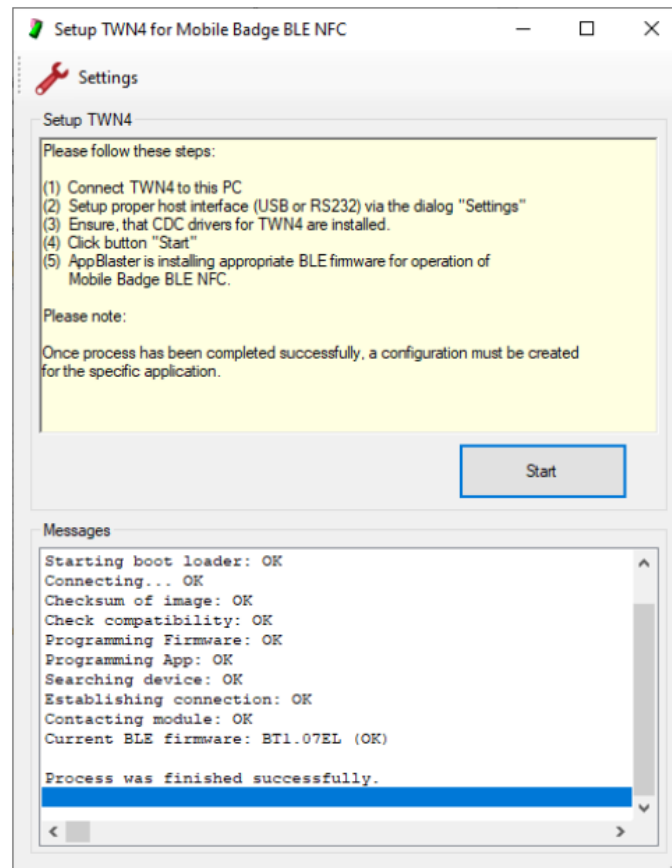 Setup TWN4 for Mobile Badge BLE NFC
Settings
Setup TWN4
Please follow these steps:
(1) Connect TWN4 to this PC
(2) Setup proper host interface (USB or RS232) via the dialog "Settings"
(3) Ensure, that CDC drivers for TWN4 are installed.
(4) Click button "Start"
(5) AppBlaster is installing appropriate BLE firmware for operation of
Mobile Badge BLE NFC.
Please note:
Once process has been completed successfully, a configuration must be created
for the specific application.
Start
Messages
Starting boot loader: OK
Connecting... OK
Checksum of image: OK
Check compatibility: OK
Programming Firmware: OK
Programming App: OK
Searching device: OK
Establishing connection: OK
Contacting module: OK
Current BLE firmware: BT1.07EL (OK)
Process was finished successfully.